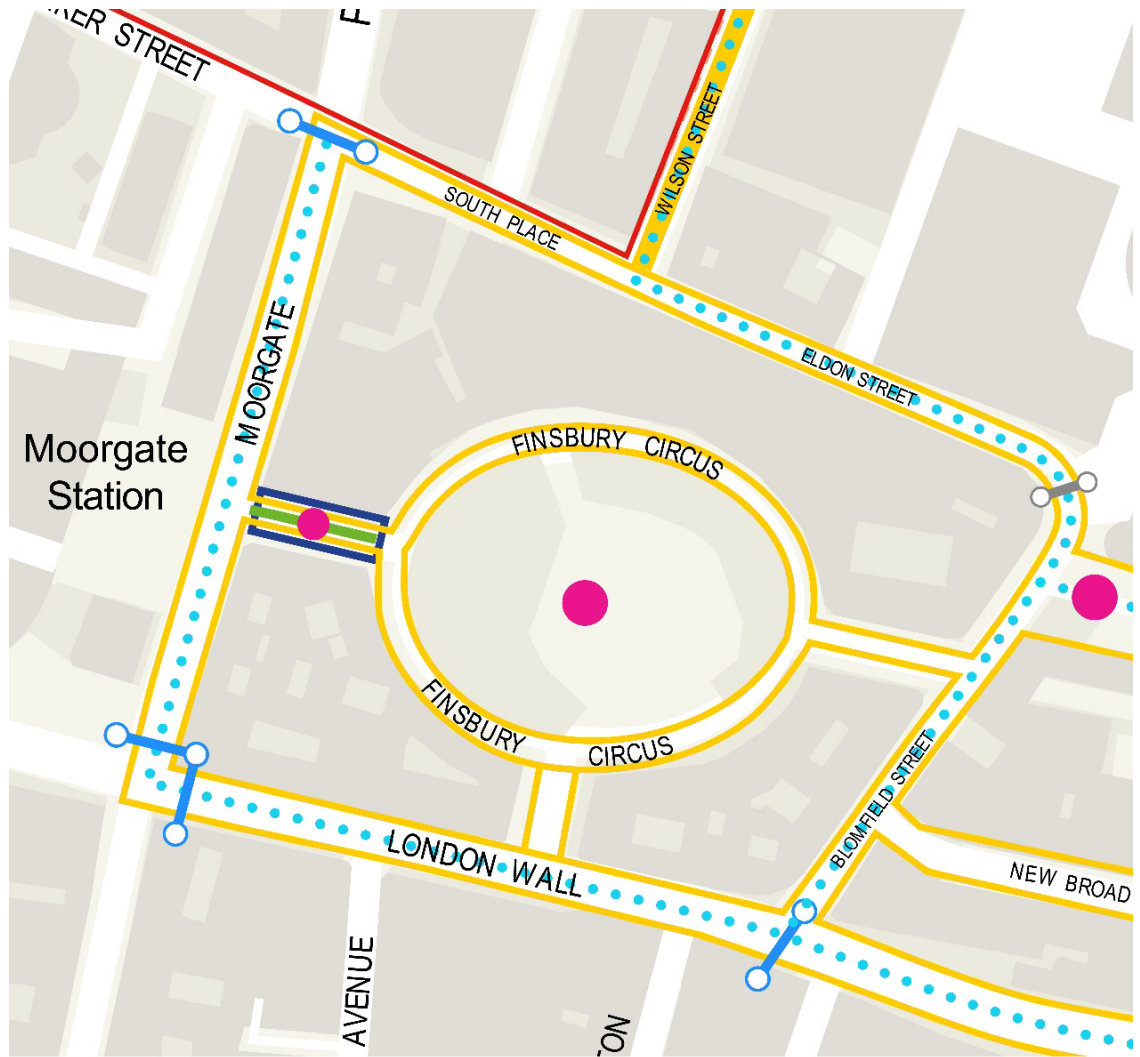 STREET
WILSON STREET
SOUTH PLACE
MOORGATE
ELDON STREET
Moorgate
Station
FINSBURY CIRCUS
FINSBURY CIRCUS
BLOMFIELD STREET
LONDON WALL
NEW BROAD
AVENUE